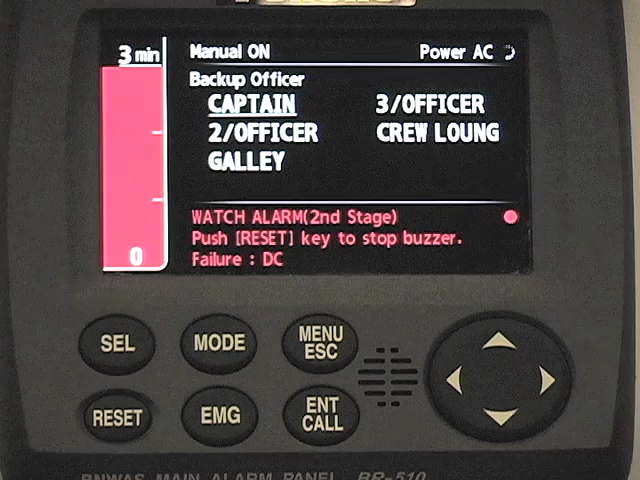 3 min
Manual ON Power AC
Backup Officer
CAPTAIN 3/OFFICER
2/OFFICER CREW LOUNG
GALLEY
WATCH ALARM(2nd Stage)
Push [RESET] key to stop buzzer.
0
Failure : DC
SEL MODE MENU ESC
RESET EMG ENT CALL
BNWAS MAIN ALARM PANEL BR-510